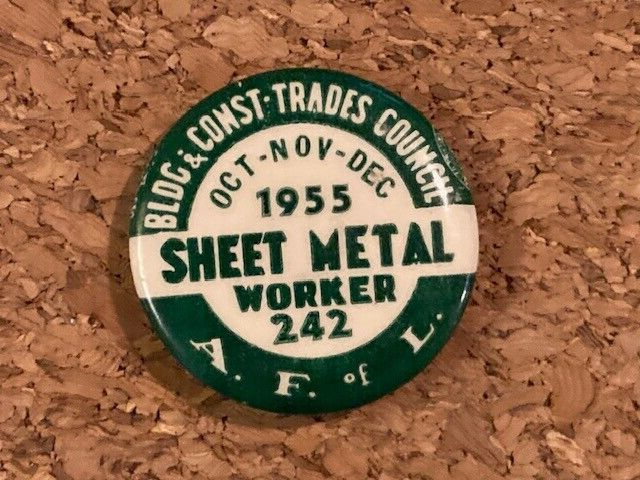 BLDG & CONST. TRADES COUNCIL
OCT-NOV-DEC
1955
SHEET METAL
WORKER
242
A. F. of L.